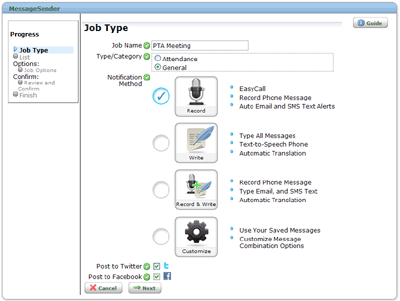 MessageSender
Job Type
Guide
Progress
Job Type
List
Options:
Job Options
Confirm:
Review and
Confirm
Finish
Job Name PTA Meeting
Type/Category Attendance
General
Notification
Method
Record
EasyCall
Record Phone Message
Auto Email and SMS Text Alerts
Write
Type All Messages
Text-to-Speech Phone
Automatic Translation
Record & Write
Record Phone Message
Type Email, and SMS Text
Automatic Translation
Customize
Use Your Saved Messages
Customize Message
Combination Options
Post to Twitter
Post to Facebook
Cancel
Next